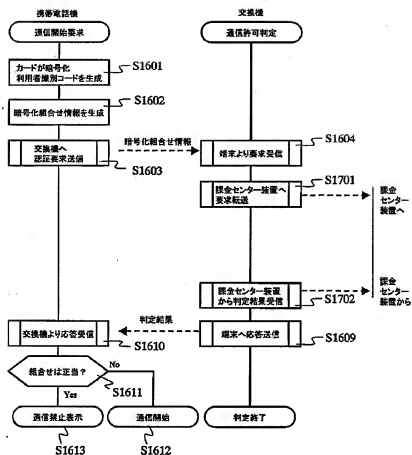 携帯電話機
交換機
通信開始要求
通信許可判定
カードが暗号化
利用者識別コードを生成
S1601
暗号化組合せ情報を生成
S1602
交換機へ
認証要求送信
S1603
暗号化組合せ情報
端末より要求受信
S1604
課金センター装置へ
要求転送
S1701
課金
センター
装置へ
課金センター装置
から判定結果受信
S1702
課金
センター
装置から
判定結果
交換機より応答受信
S1610
端末へ応答送信
S1609
組合せは正当?
No
S1611
Yes
通信禁止表示
S1613
通信開始
S1612
判定終了